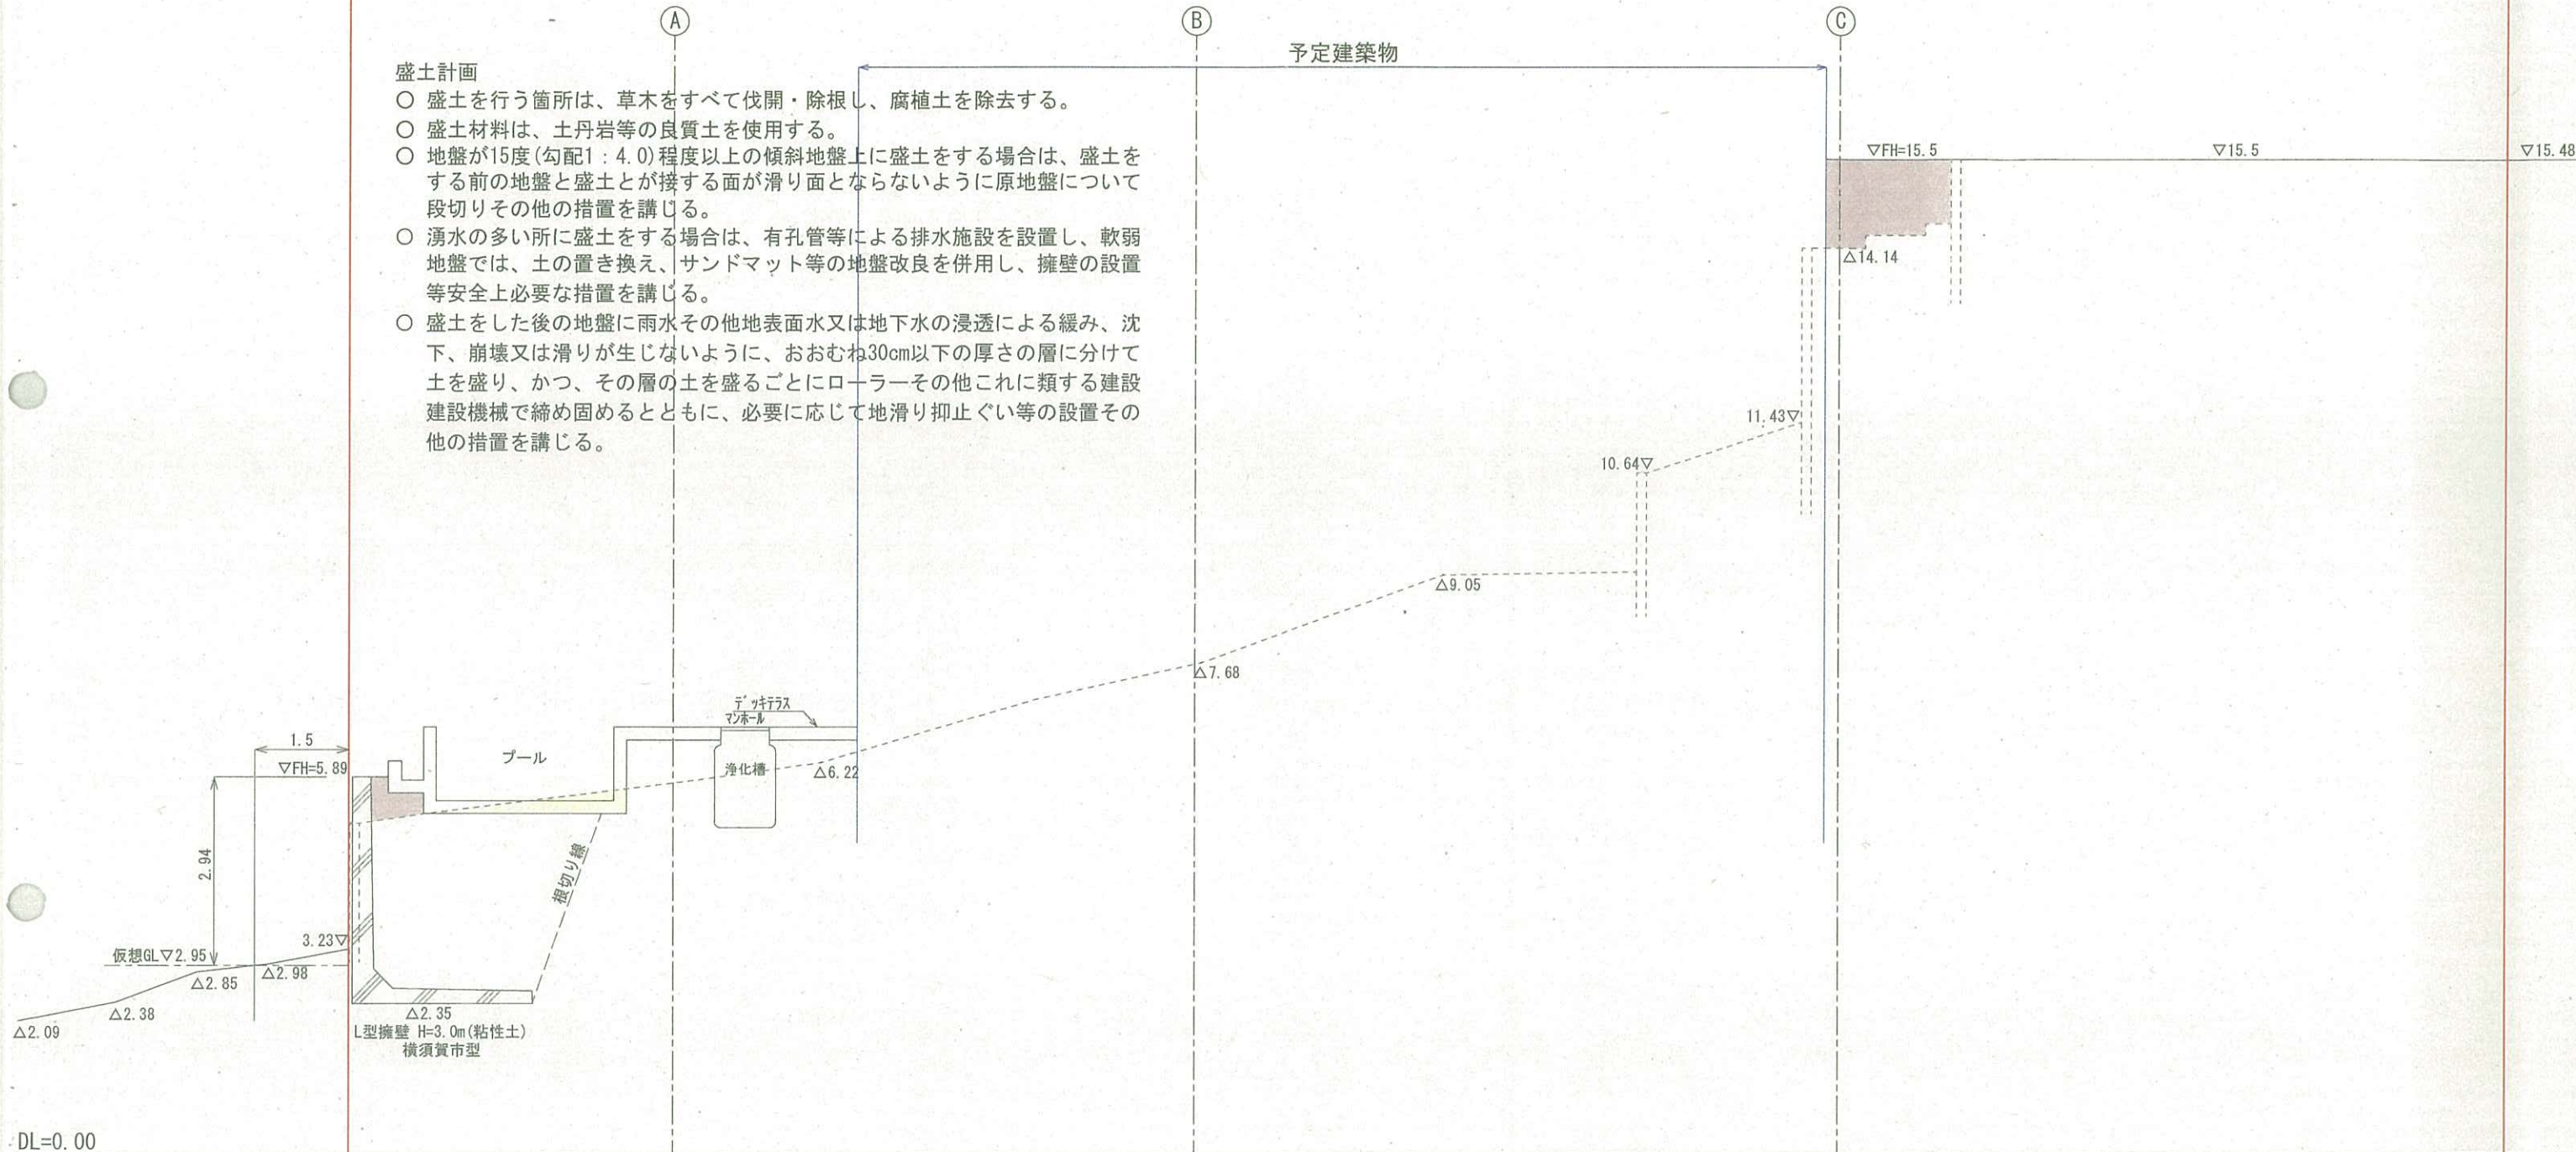 A
B
C
予定建築物
盛土計画
○ 盛土を行う箇所は、草木をすべて伐開・除根し、腐植土を除去する。
○ 盛土材料は、土丹岩等の良質土を使用する。
○ 地盤が15度(勾配1：4.0)程度以上の傾斜地盤上に盛土をする場合は、盛土を
する前の地盤と盛土とが接する面が滑り面とならないように原地盤について
段切りその他の措置を講じる。
○ 湧水の多い所に盛土をする場合は、有孔管等による排水施設を設置し、軟弱
地盤では、土の置き換え、サンドマット等の地盤改良を併用し、擁壁の設置
等安全上必要な措置を講じる。
○ 盛土をした後の地盤に雨水その他地表面水又は地下水の浸透による緩み、沈
下、崩壊又は滑りが生じないように、おおむね30cm以下の厚さの層に分けて
土を盛り、かつ、その層の土を盛るごとにローラーその他これに類する建設
建設機械で締め固めるとともに、必要に応じて地滑り抑止ぐい等の設置その
他の措置を講じる。
▽FH=15.5
▽15.5
▽15.48
△14.14
11.43▽
10.64▽
△9.05
△7.68
デッキテラス
マンホール
プール
浄化槽
△6.22
1.5
▽FH=5.89
2.94
根切り線
3.23▽
仮想GL▽2.95
△2.98
△2.85
△2.38
△2.09
△2.35
L型擁壁 H=3.0m(粘性土)
横須賀市型
DL=0.00